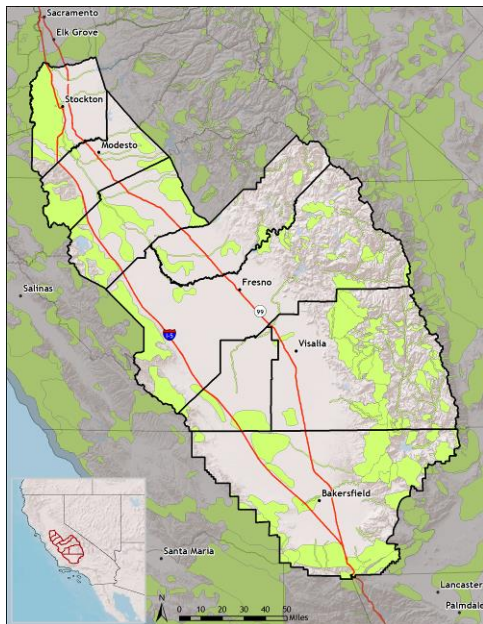 Sacramento
Elk Grove
Stockton
Modesto
Salinas
Fresno
99
Visalia
Bakersfield
Santa Maria
Lancaster
Palmdale
N
0 10 20 30 40 50
Miles